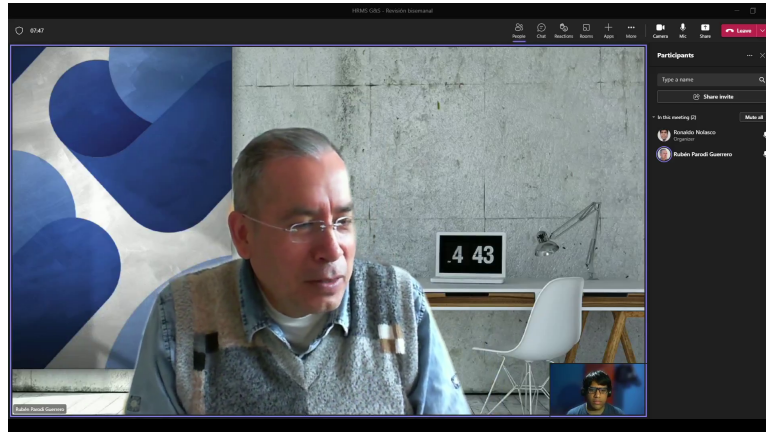 HRMS G&S - Revisión bisemanal
07:47
People
Chat
Reactions
Rooms
Apps
More
Camera
Mic
Share
Leave
Participants
Type a name
Share invite
In this meeting (2)
Mute all
Ronaldo Nolasco
Organizer
Rubén Parodi Guerrero
4 43
Rubén Parodi Guerrero